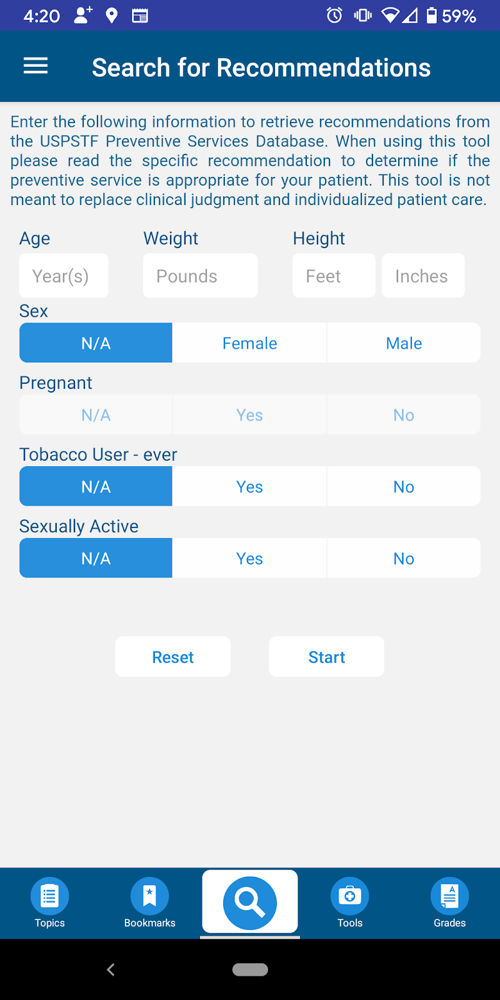 4:20 59%
Search for Recommendations
Enter the following information to retrieve recommendations from
the USPSTF Preventive Services Database. When using this tool
please read the specific recommendation to determine if the
preventive service is appropriate for your patient. This tool is not
meant to replace clinical judgment and individualized patient care.
Age Weight Height
Year(s) Pounds Feet Inches
Sex
N/A Female Male
Pregnant
N/A Yes No
Tobacco User - ever
N/A Yes No
Sexually Active
N/A Yes No
Reset Start
Topics Bookmarks Tools Grades